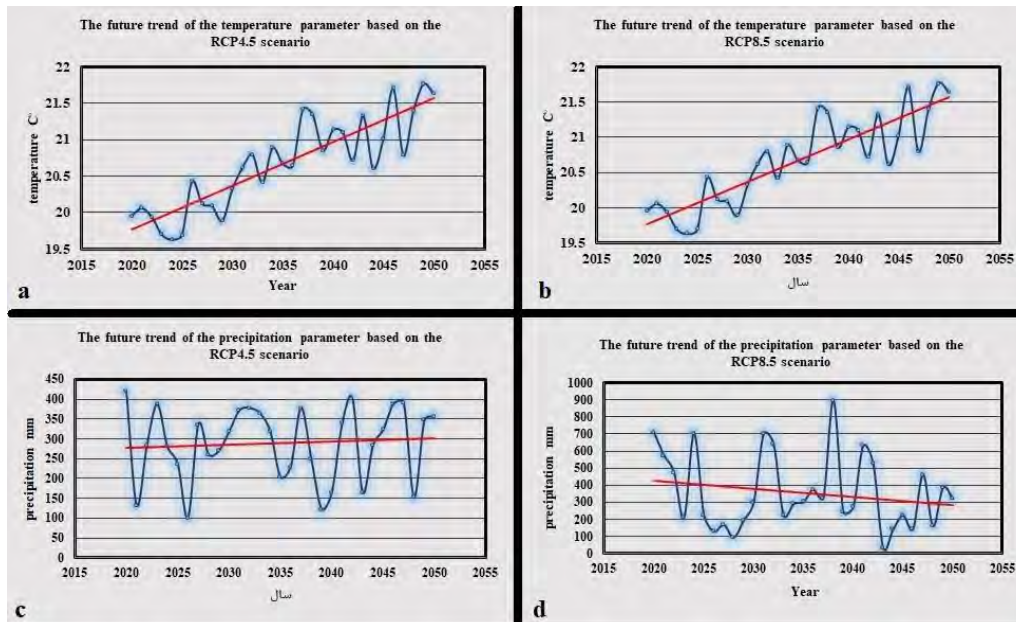 The future trend of the temperature parameter based on the
RCP4.5 scenario
22
21.5
21
20.5
20
19.5
temperature C
2015 2020 2025 2030 2035 2040 2045 2050 2055
Year
a
The future trend of the temperature parameter based on the
RCP8.5 scenario
22
21.5
21
20.5
20
19.5
temperature C
2015 2020 2025 2030 2035 2040 2045 2050 2055
سال
b
The future trend of the precipitation parameter based on the
RCP4.5 scenario
450
400
350
300
250
200
150
100
50
0
precipitation mm
2015 2020 2025 2030 2035 2040 2045 2050 2055
سال
c
The future trend of the precipitation parameter based on the
RCP8.5 scenario
1000
900
800
700
600
500
400
300
200
100
0
precipitation mm
2015 2020 2025 2030 2035 2040 2045 2050 2055
Year
d